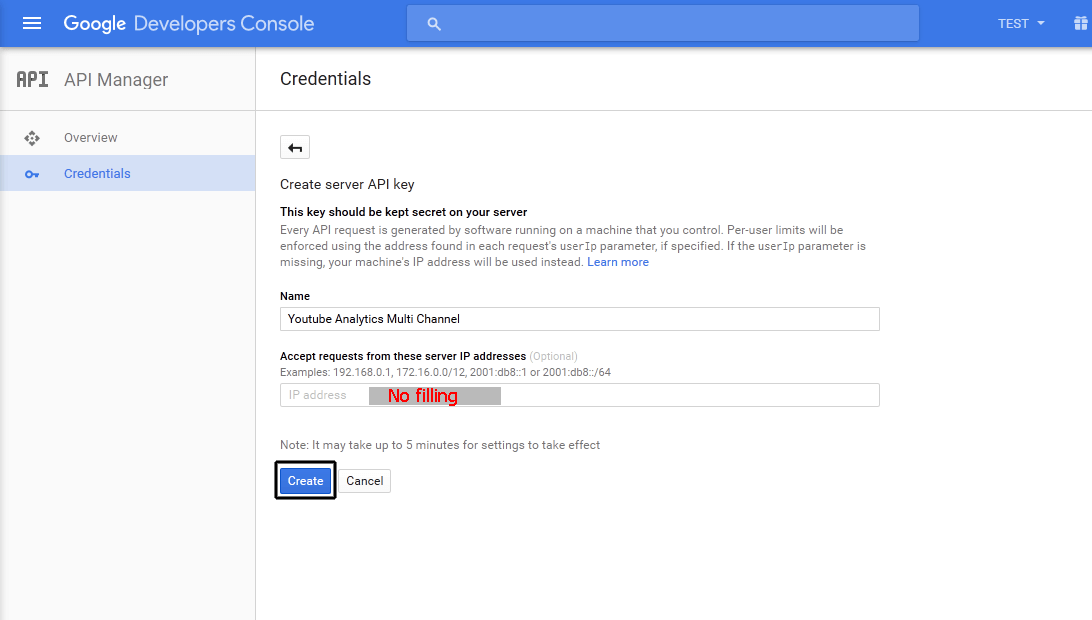 Google Developers Console
TEST
API API Manager
Credentials
Overview
Credentials
Create server API key
This key should be kept secret on your server
Every API request is generated by software running on a machine that you control. Per-user limits will be
enforced using the address found in each request's userIp parameter, if specified. If the userIp parameter is
missing, your machine's IP address will be used instead. Learn more
Name
Youtube Analytics Multi Channel
Accept requests from these server IP addresses (Optional)
Examples: 192.168.0.1, 172.16.0.0/12, 2001:db8::1 or 2001:db8::/64
IP address No filling
Note: It may take up to 5 minutes for settings to take effect
Create Cancel